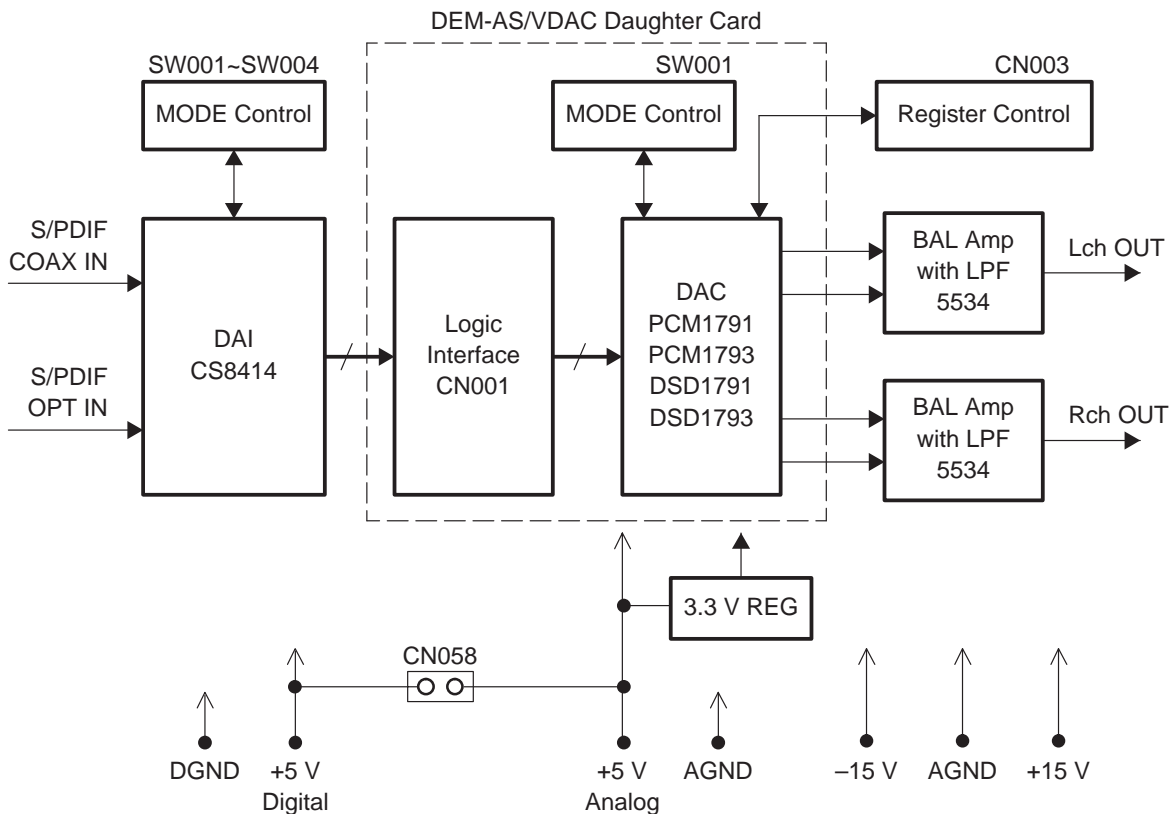 DEM-AS/VDAC Daughter Card
SW001~SW004
SW001
CN003
MODE Control
MODE Control
Register Control
S/PDIF
COAX IN
S/PDIF
OPT IN
DAI
CS8414
Logic
Interface
CN001
DAC
PCM1791
PCM1793
DSD1791
DSD1793
BAL Amp
with LPF
5534
Lch OUT
BAL Amp
with LPF
5534
Rch OUT
3.3 V REG
CN058
DGND
+5 V
Digital
+5 V
Analog
AGND
–15 V
AGND
+15 V